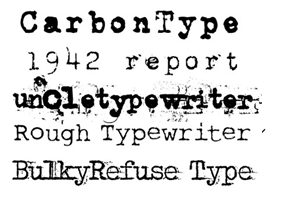 CarbonType
1942 report
unCletypewriter
Rough Typewriter
BulkyRefuse Type